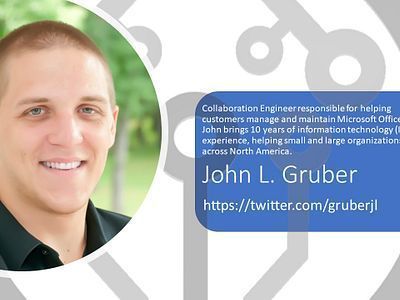 Collaboration Engineer responsible for helping
customers manage and maintain Microsoft Office
John brings 10 years of information technology (
experience, helping small and large organizations
across North America.
John L. Gruber
https://twitter.com/gruberjl